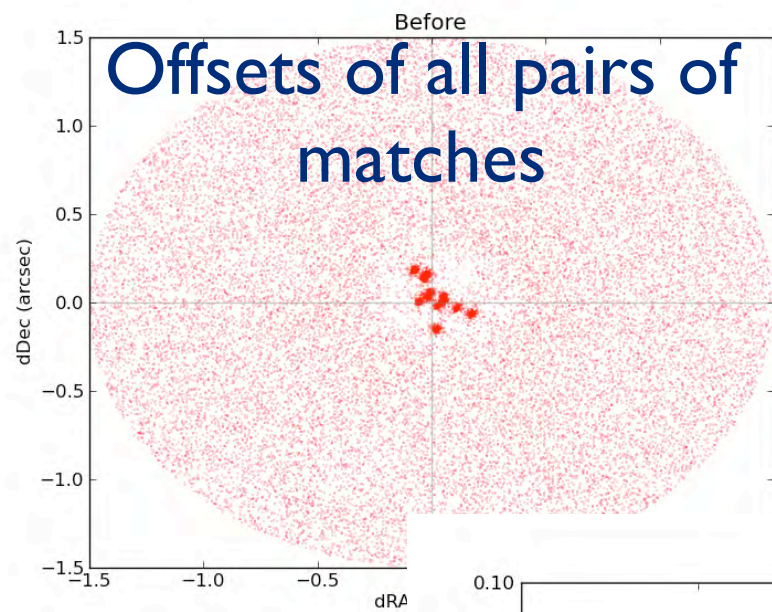 Before
Offsets of all pairs of
matches
1.5
1.0
0.5
0.0
−0.5
−1.0
−1.5
dDec (arcsec)
−1.5
−1.0
−0.5
dRA
0.10